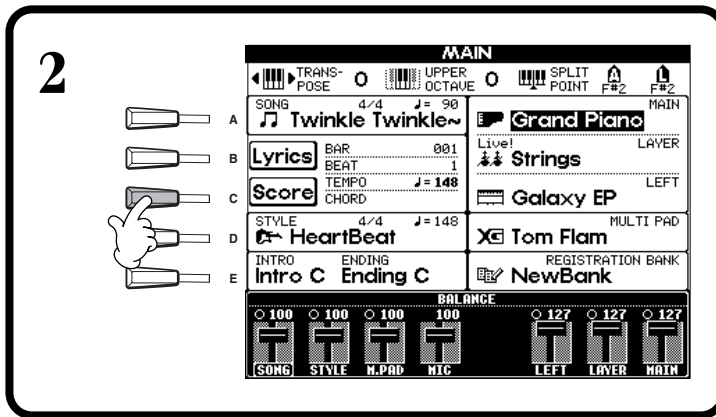 2
MAIN
TRANS-POSE 0 UPPER OCTAVE 0 SPLIT POINT A F#2 L F#2
A
SONG 4/4 ♩= 90
Twinkle Twinkle~
MAIN
Grand Piano
B
Lyrics BAR 001
BEAT 1
Live! LAYER
Strings
C
Score TEMPO ♩=148
CHORD
LEFT
Galaxy EP
D
STYLE 4/4 ♩=148
HeartBeat
MULTI PAD
Tom Flam
E
INTRO ENDING
Intro C Ending C
REGISTRATION BANK
NewBank
BALANCE
100 100 100 100 127 127 127
SONG STYLE M.PAD MIC LEFT LAYER MAIN